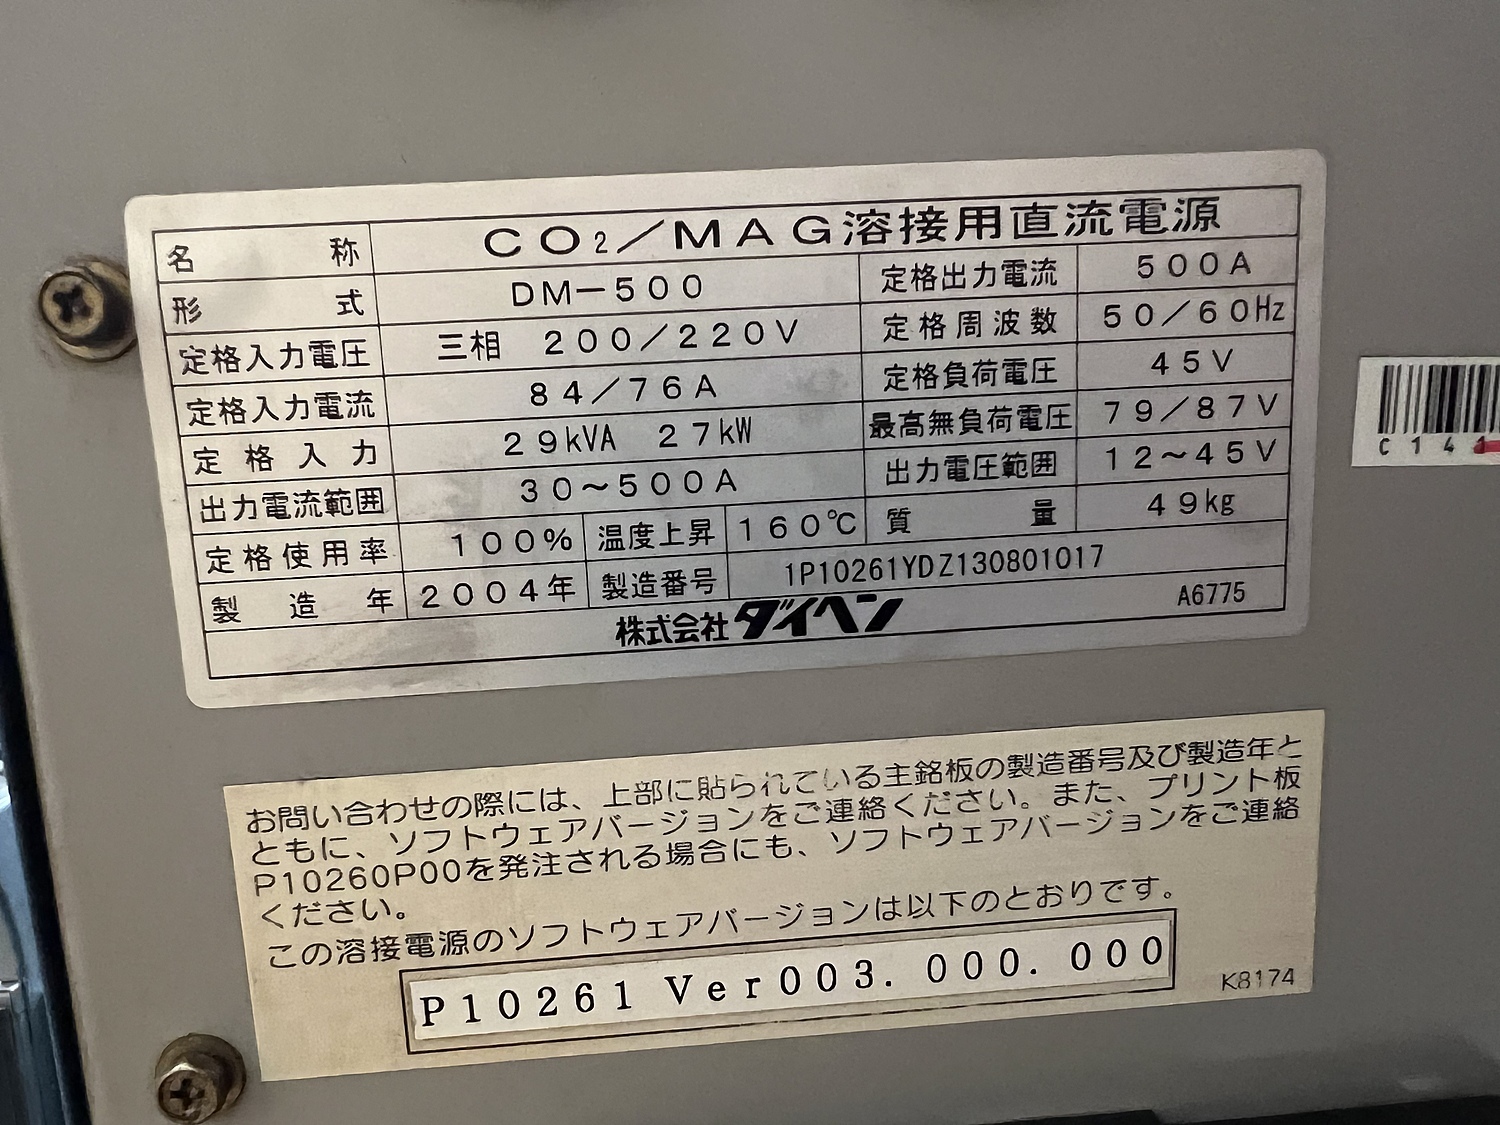 名称 CO2／MAG溶接用直流電源
形式 DM－500 定格出力電流 500A
定格入力電圧 三相 200／220V 定格周波数 50／60Hz
定格入力電流 84／76A 定格負荷電圧 45V
定格入力 29kVA 27kW 最高無負荷電圧 79／87V
出力電流範囲 30～500A 出力電圧範囲 12～45V
定格使用率 100% 温度上昇 160℃ 質量 49kg
製造年 2004年 製造番号 1P10261YDZ130801017
株式会社ダイヘン A6775
C141
お問い合わせの際には、上部に貼られている主銘板の製造番号及び製造年と
ともに、ソフトウェアバージョンをご連絡ください。また、プリント板
P10260P00を発注される場合にも、ソフトウェアバージョンをご連絡
ください。
この溶接電源のソフトウェアバージョンは以下のとおりです。
P10261 Ver003.000.000
K8174